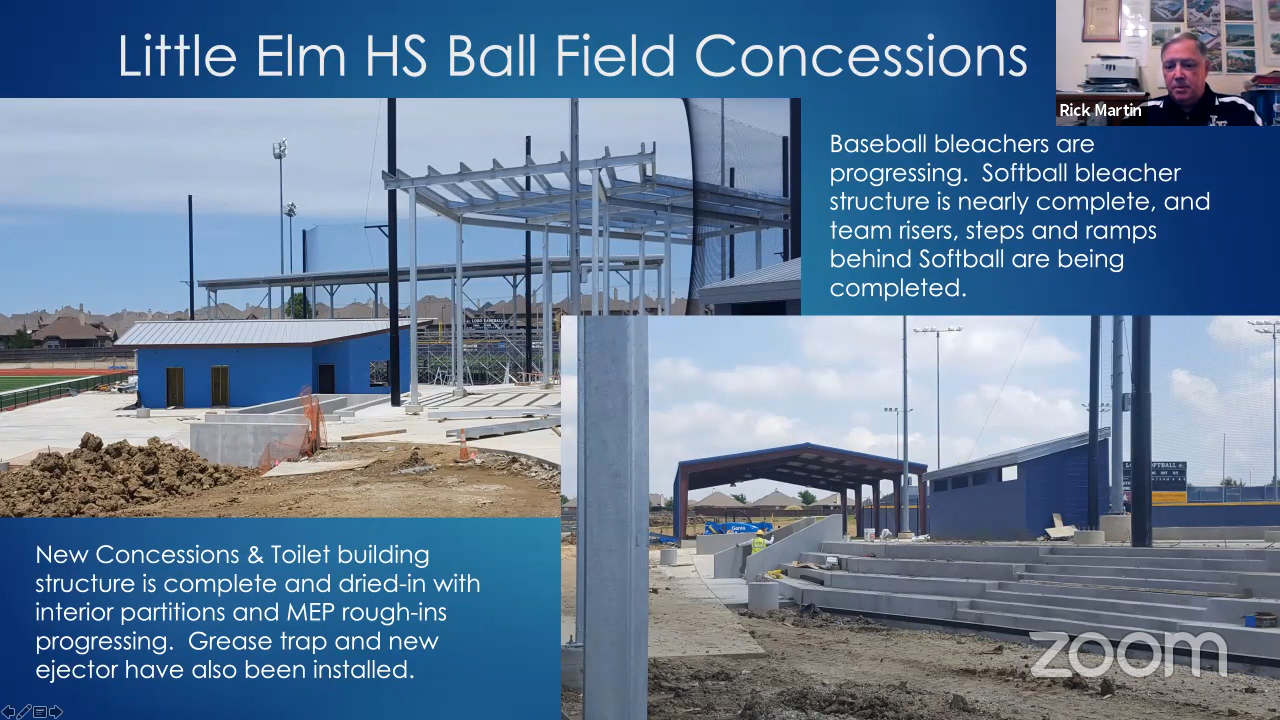 Little Elm HS Ball Field Concessions
Rick Martin
Baseball bleachers are
progressing. Softball bleacher
structure is nearly complete, and
team risers, steps and ramps
behind Softball are being
completed.
New Concessions & Toilet building
structure is complete and dried-in with
interior partitions and MEP rough-ins
progressing. Grease trap and new
ejector have also been installed.
Genie
SOFTBALL
zoom